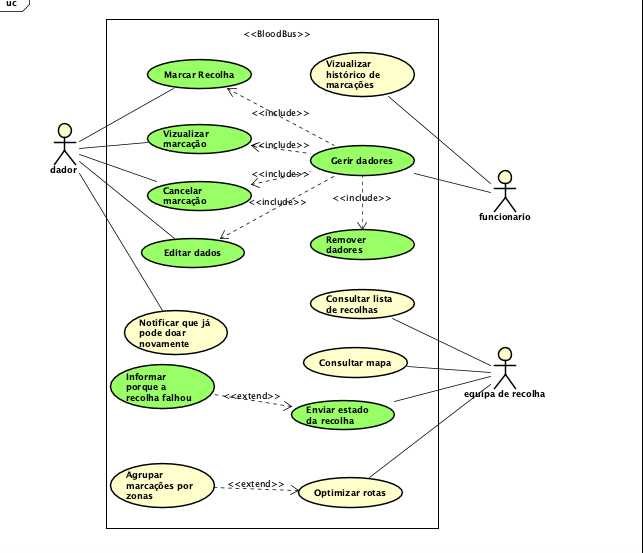 uc
<<BloodBus>>
Marcar Recolha
Vizualizar
histórico de
marcações
<<include>>
Vizualizar
marcação
<<include>>
Gerir dadores
dador
<<include>>
Cancelar
marcação
<<include>>
<<include>>
funcionario
Editar dados
Remover
dadores
Notificar que já
pode doar
novamente
Consultar lista
de recolhas
Consultar mapa
Informar
porque a
recolha falhou
<<extend>>
Enviar estado
da recolha
equipa de recolha
Agrupar
marcações por
zonas
<<extend>>
Optimizar rotas